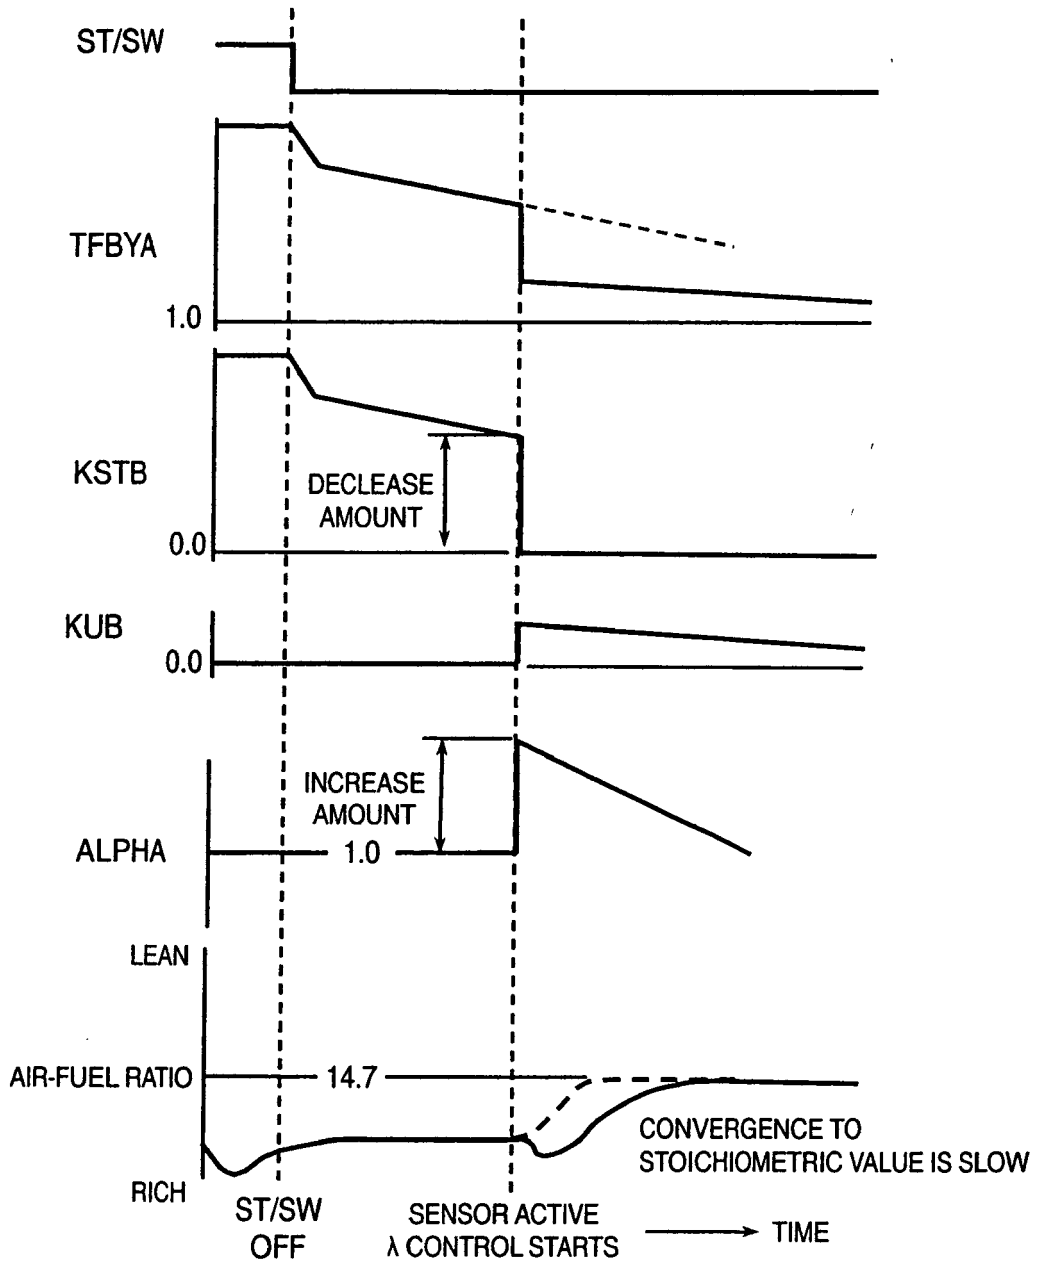 ST/SW
TFBYA
1.0
KSTB
DECLEASE
AMOUNT
0.0
KUB
0.0
INCREASE
AMOUNT
ALPHA
1.0
LEAN
AIR-FUEL RATIO
14.7
CONVERGENCE TO
STOICHIOMETRIC VALUE IS SLOW
RICH
ST/SW
OFF
SENSOR ACTIVE
λ CONTROL STARTS
TIME